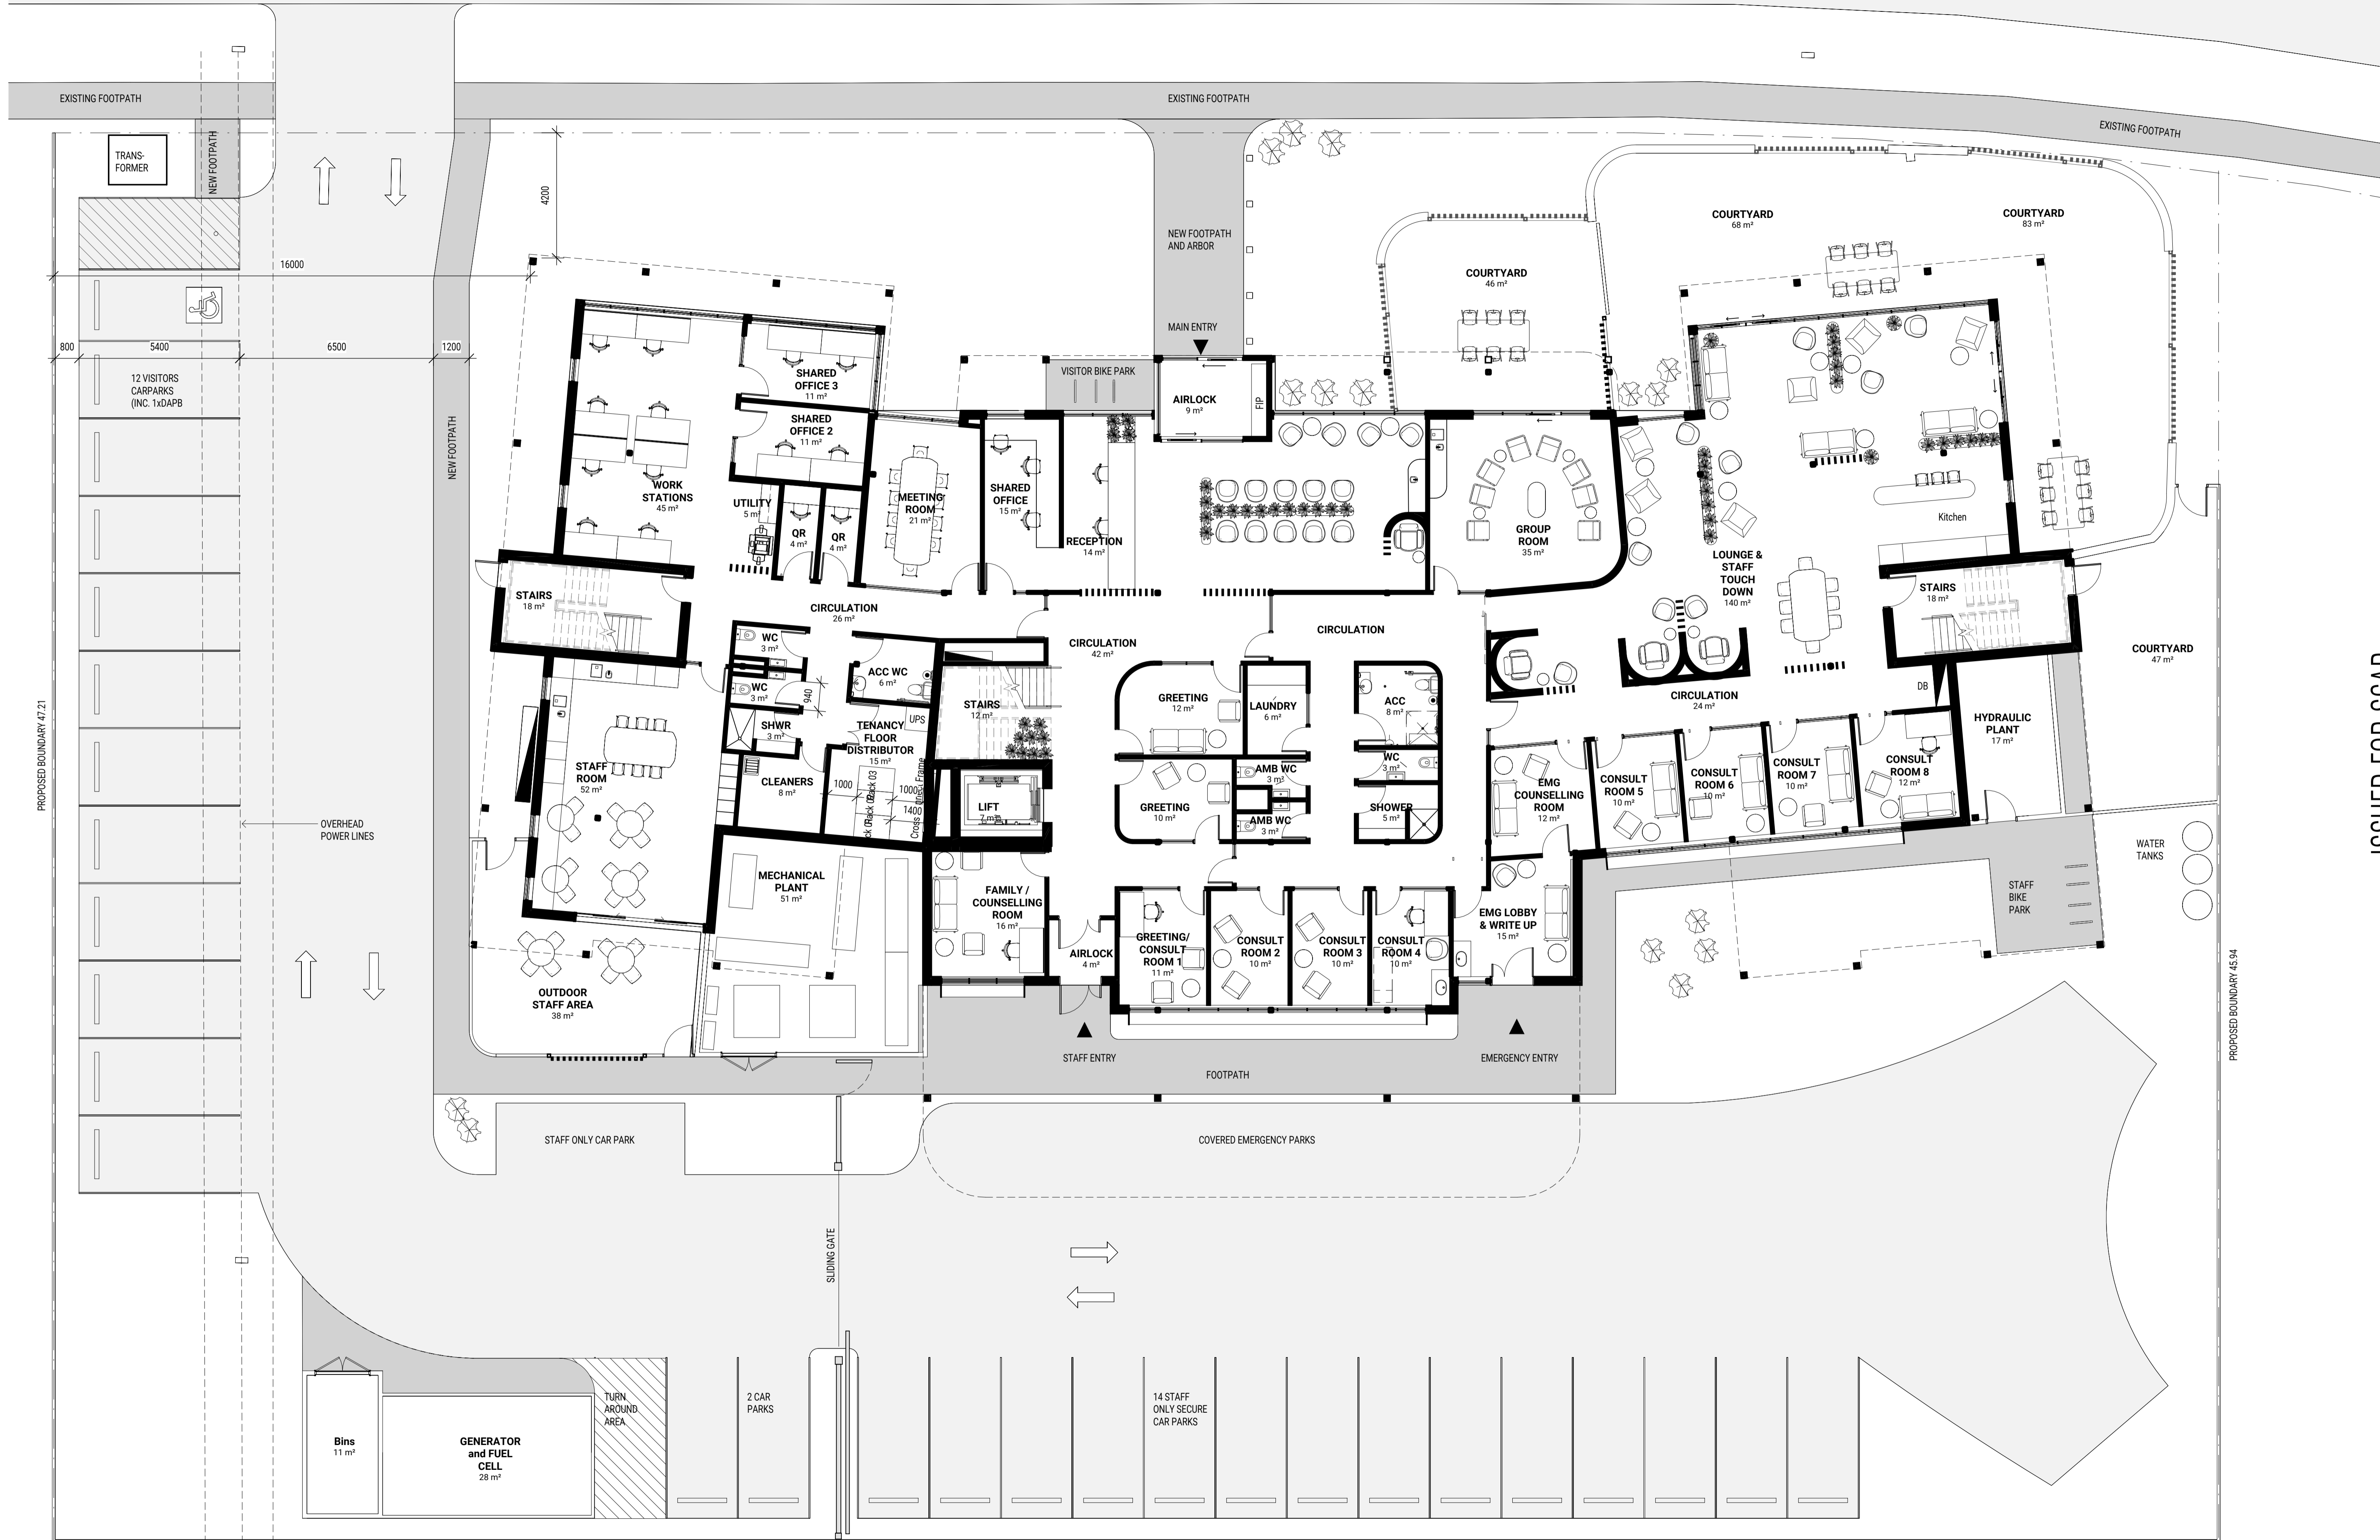 EXISTING FOOTPATH
EXISTING FOOTPATH
EXISTING FOOTPATH
TRANS-
FORMER
NEW FOOTPATH
4200
16000
800
5400
6500
1200
12 VISITORS
CARPARKS
(INC. 1xDAPB
NEW FOOTPATH
NEW FOOTPATH
AND ARBOR
MAIN ENTRY
VISITOR BIKE PARK
AIRLOCK
9 m²
FIP
COURTYARD
46 m²
COURTYARD
68 m²
COURTYARD
83 m²
SHARED
OFFICE 3
11 m²
SHARED
OFFICE 2
11 m²
WORK
STATIONS
45 m²
UTILITY
5 m²
QR
4 m²
QR
4 m²
MEETING
ROOM
21 m²
SHARED
OFFICE
15 m²
RECEPTION
14 m²
GROUP
ROOM
35 m²
Kitchen
LOUNGE &
STAFF
TOUCH
DOWN
140 m²
STAIRS
18 m²
STAIRS
18 m²
CIRCULATION
26 m²
CIRCULATION
42 m²
CIRCULATION
COURTYARD
47 m²
WC
3 m²
WC
3 m²
ACC WC
6 m²
940
SHWR
3 m²
UPS
TENANCY
FLOOR
DISTRIBUTOR
15 m²
STAIRS
12 m²
GREETING
12 m²
LAUNDRY
6 m²
ACC
8 m²
CIRCULATION
24 m²
DB
HYDRAULIC
PLANT
17 m²
STAFF
ROOM
52 m²
CLEANERS
8 m²
1000
Rack 03
1000
1400
LIFT
7 m²
GREETING
10 m²
AMB WC
3 m²
AMB WC
3 m²
WC
3 m²
SHOWER
5 m²
EMG
COUNSELLING
ROOM
12 m²
CONSULT
ROOM 5
10 m²
CONSULT
ROOM 6
10 m²
CONSULT
ROOM 7
10 m²
CONSULT
ROOM 8
12 m²
PROPOSED BOUNDARY 47.21
OVERHEAD
POWER LINES
WATER
TANKS
MECHANICAL
PLANT
51 m²
FAMILY /
COUNSELLING
ROOM
16 m²
AIRLOCK
4 m²
GREETING/
CONSULT
ROOM 1
11 m²
CONSULT
ROOM 2
10 m²
CONSULT
ROOM 3
10 m²
CONSULT
ROOM 4
10 m²
EMG LOBBY
& WRITE UP
15 m²
STAFF
BIKE
PARK
OUTDOOR
STAFF AREA
38 m²
STAFF ENTRY
EMERGENCY ENTRY
FOOTPATH
PROPOSED BOUNDARY 45.94
STAFF ONLY CAR PARK
COVERED EMERGENCY PARKS
SLIDING GATE
TURN
AROUND
AREA
2 CAR
PARKS
14 STAFF
ONLY SECURE
CAR PARKS
Bins
11 m²
GENERATOR
and FUEL
CELL
28 m²